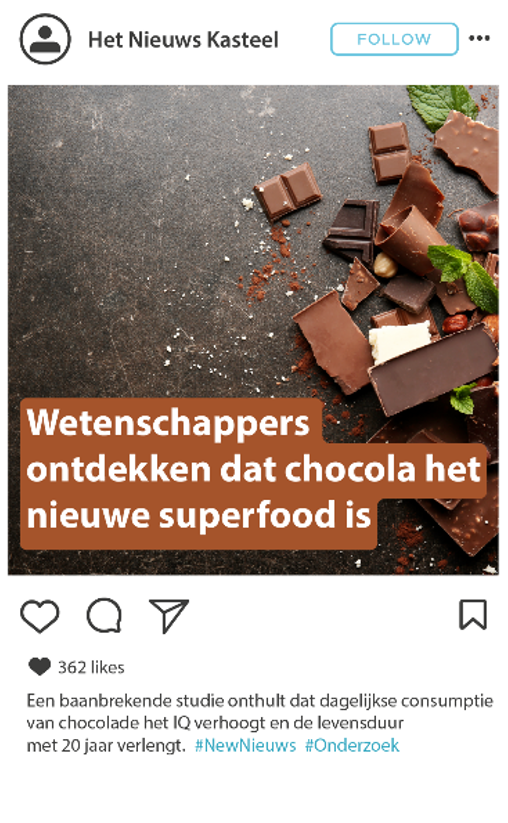 Het Nieuws Kasteel
FOLLOW
Wetenschappers
ontdekken dat chocola het
nieuwe superfood is
362 likes
Een baanbrekende studie onthult dat dagelijkse consumptie
van chocolade het IQ verhoogt en de levensduur
met 20 jaar verlengt. #NewNieuws #Onderzoek